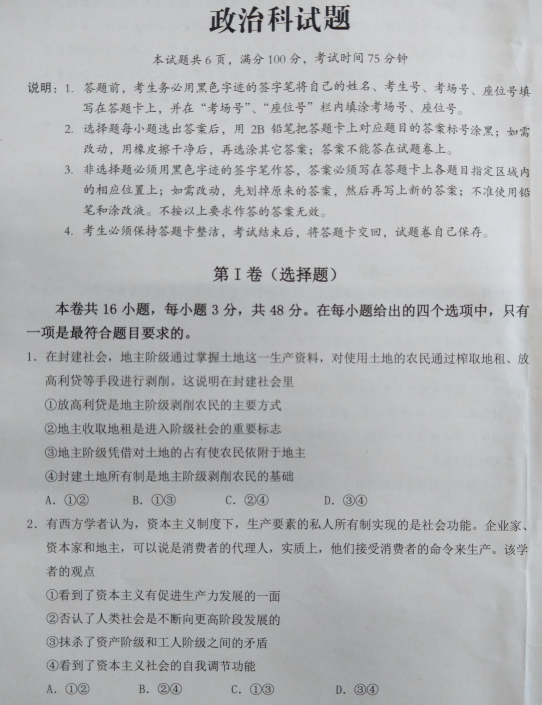 政治科试题
本试题共 6 页，满分 100 分，考试时间 75 分钟
说明：1. 答题前，考生务必用黑色字迹的签字笔将自己的姓名、考生号、考场号、座位号填
写在答题卡上，并在“考场号”、“座位号”栏内填涂考场号、座位号。
2. 选择题每小题选出答案后，用 2B 铅笔把答题卡上对应题目的答案标号涂黑；如需
改动，用橡皮擦干净后，再选涂其它答案；答案不能答在试题卷上。
3. 非选择题必须用黑色字迹的签字笔作答，答案必须写在答题卡上各题目指定区域内
的相应位置上；如需改动，先划掉原来的答案，然后再写上新的答案；不准使用铅
笔和涂改液。不按以上要求作答的答案无效。
4. 考生必须保持答题卡整洁，考试结束后，将答题卡交回，试题卷自己保存。
第 I 卷（选择题）
本卷共 16 小题，每小题 3 分，共 48 分。在每小题给出的四个选项中，只有
一项是最符合题目要求的。
1. 在封建社会，地主阶级通过掌握土地这一生产资料，对使用土地的农民通过榨取地租、放
高利贷等手段进行剥削。这说明在封建社会里
①放高利贷是地主阶级剥削农民的主要方式
②地主收取地租是进入阶级社会的重要标志
③地主阶级凭借对土地的占有使农民依附于地主
④封建土地所有制是地主阶级剥削农民的基础
A. ①② B. ①③ C. ②④ D. ③④
2. 有西方学者认为，资本主义制度下，生产要素的私人所有制实现的是社会功能。企业家、
资本家和地主，可以说是消费者的代理人，实质上，他们接受消费者的命令来生产。该学
者的观点
①看到了资本主义有促进生产力发展的一面
②否认了人类社会是不断向更高阶段发展的
③抹杀了资产阶级和工人阶级之间的矛盾
④看到了资本主义社会的自我调节功能
A. ①② B. ②④ C. ①③ D. ③④